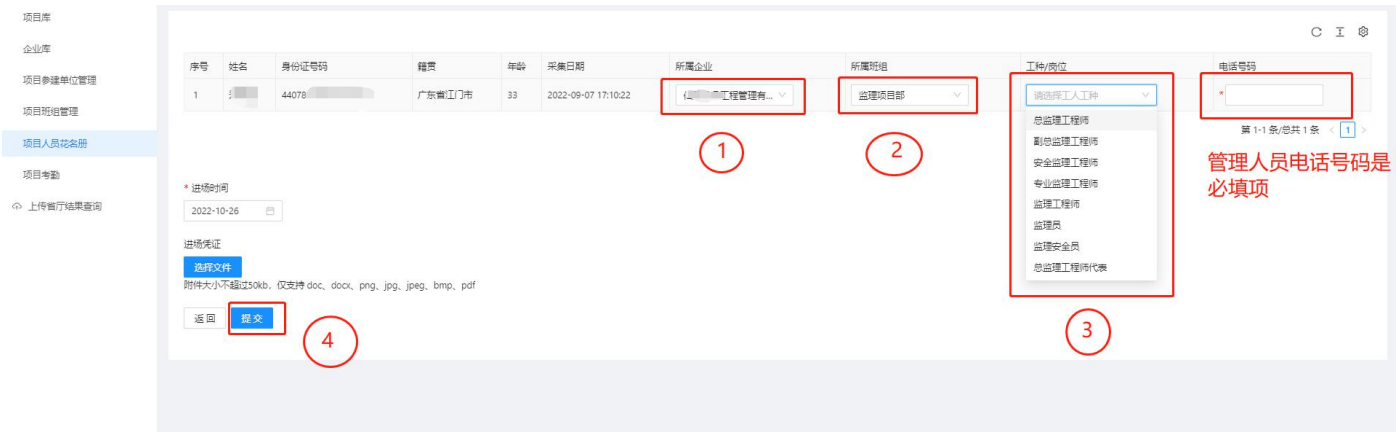 项目库
企业库
项目参建单位管理
项目班组管理
项目人员花名册
项目考勤
上传省厅结果查询
序号 姓名 身份证号码 籍贯 年龄 采集日期 所属企业 所属班组 工种/岗位 电话号码
1 44078 广东省江门市 33 2022-09-07 17:10:22 工程管理有... 监理项目部 请选择工人工种 *
总监理工程师
副总监理工程师
安全监理工程师
专业监理工程师
监理工程师
监理员
监理安全员
总监理工程师代表
第 1-1 条/总共 1 条 < 1 >
1
2
管理人员电话号码是
必填项
* 进场时间
2022-10-26
进场凭证
选择文件
附件大小不超过50kb，仅支持 doc、docx、png、jpg、jpeg、bmp、pdf
返回 提交
4
3